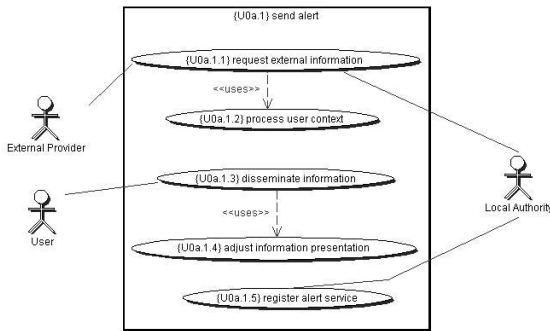 {U0a.1} send alert
{U0a.1.1} request external information
<<uses>>
{U0a.1.2} process user context
External Provider
{U0a.1.3} disseminate information
Local Authority
<<uses>>
User
{U0a.1.4} adjust information presentation
{U0a.1.5} register alert service